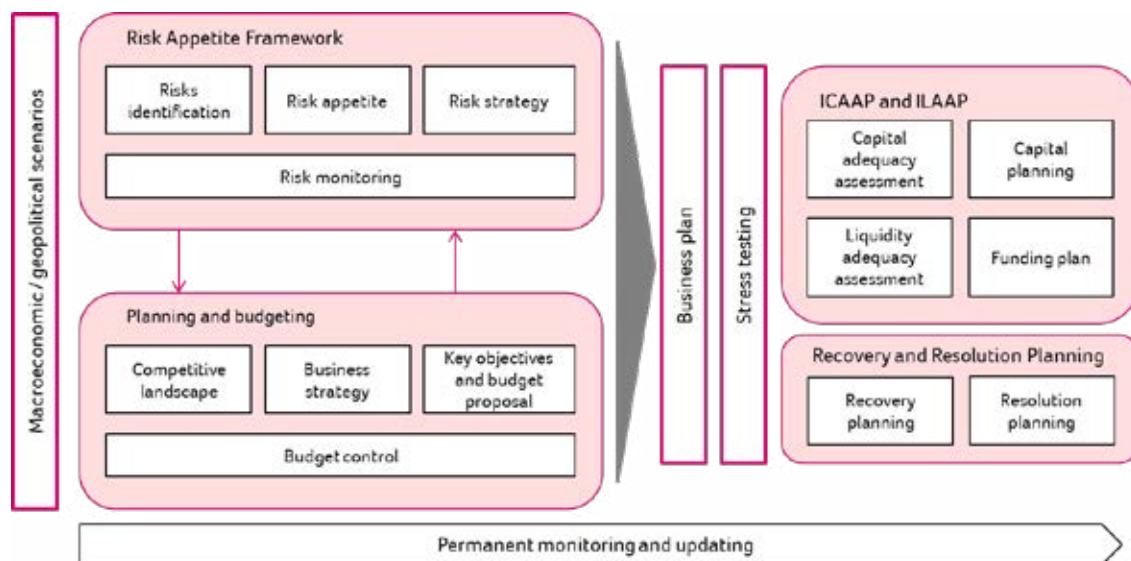 Macroeconomic / geopolitical scenarios
Risk Appetite Framework
Risks
identification
Risk appetite
Risk strategy
Risk monitoring
Planning and budgeting
Competitive
landscape
Business
strategy
Key objectives
and budget
proposal
Budget control
Business plan
Stress testing
ICAAP and ILAAP
Capital
adequacy
assessment
Capital
planning
Liquidity
adequacy
assessment
Funding plan
Recovery and Resolution Planning
Recovery
planning
Resolution
planning
Permanent monitoring and updating